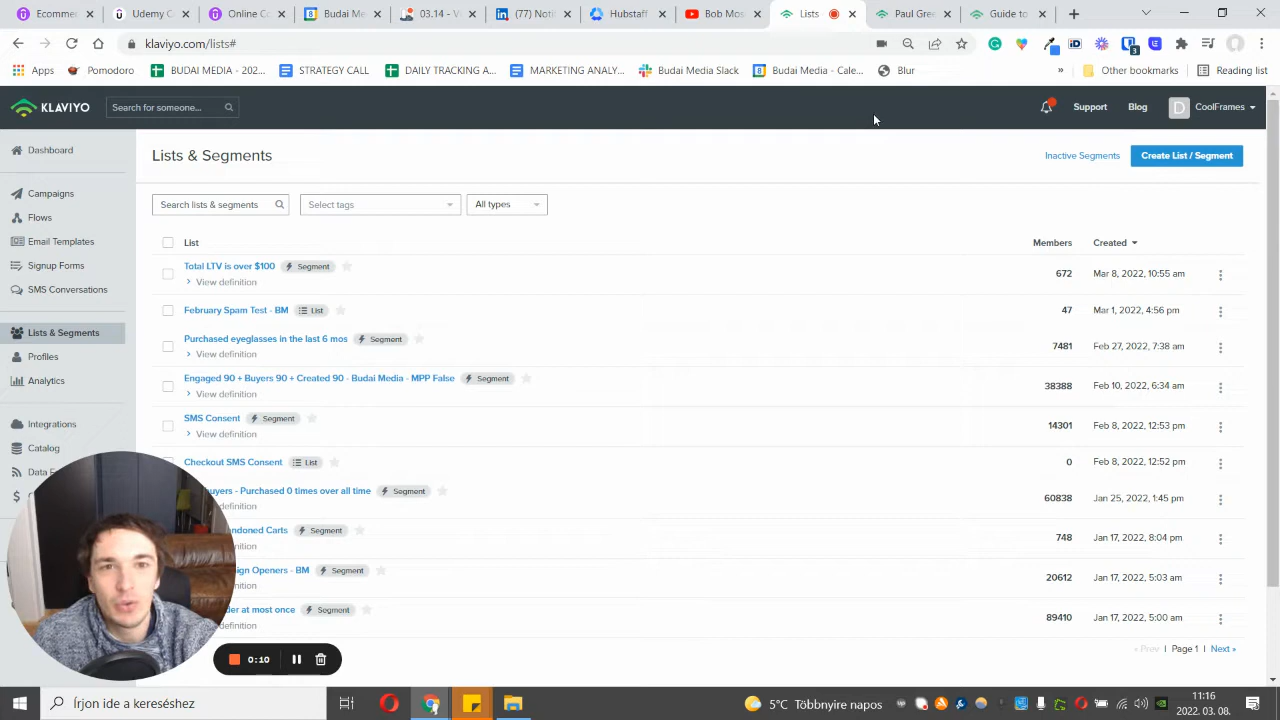 Ecomme
Udemy Co
Online Co
Budai Me
8.14 - W
(77) Noti
Hubstaff
Bob Mos
Lists
Paul Gree
Guide to
klaviyo.com/lists#
Apps
Pomodoro
BUDAI MEDIA - 202...
STRATEGY CALL
DAILY TRACKING A...
MARKETING ANALY...
Budai Media Slack
Budai Media - Cale...
Blur
»
Other bookmarks
Reading list
KLAVIYO
Search for someone...
Support
Blog
D
CoolFrames
Dashboard
Campaigns
Flows
Email Templates
Signup Forms
SMS Conversations
Lists & Segments
Profiles
Analytics
Integrations
Catalog
Data F
Lists & Segments
Inactive Segments
Create List / Segment
Search lists & segments
Select tags
All types
List
Members
Created
Total LTV is over $100 Segment
View definition
672
Mar 8, 2022, 10:55 am
February Spam Test - BM List
47
Mar 1, 2022, 4:56 pm
Purchased eyeglasses in the last 6 mos Segment
View definition
7481
Feb 27, 2022, 7:38 am
Engaged 90 + Buyers 90 + Created 90 - Budai Media - MPP False Segment
View definition
38388
Feb 10, 2022, 6:34 am
SMS Consent Segment
View definition
14301
Feb 8, 2022, 12:53 pm
Checkout SMS Consent List
0
Feb 8, 2022, 12:52 pm
uyers - Purchased 0 times over all time Segment
definition
60838
Jan 25, 2022, 1:45 pm
ndoned Carts Segment
efinition
748
Jan 17, 2022, 8:04 pm
ign Openers - BM Segment
efinition
20612
Jan 17, 2022, 5:03 am
der at most once Segment
definition
89410
Jan 17, 2022, 5:00 am
« Prev | Page 1 | Next »
0:10
Írjon ide a kereséshez
5°C Többnyire napos
11:16
2022. 03. 08.